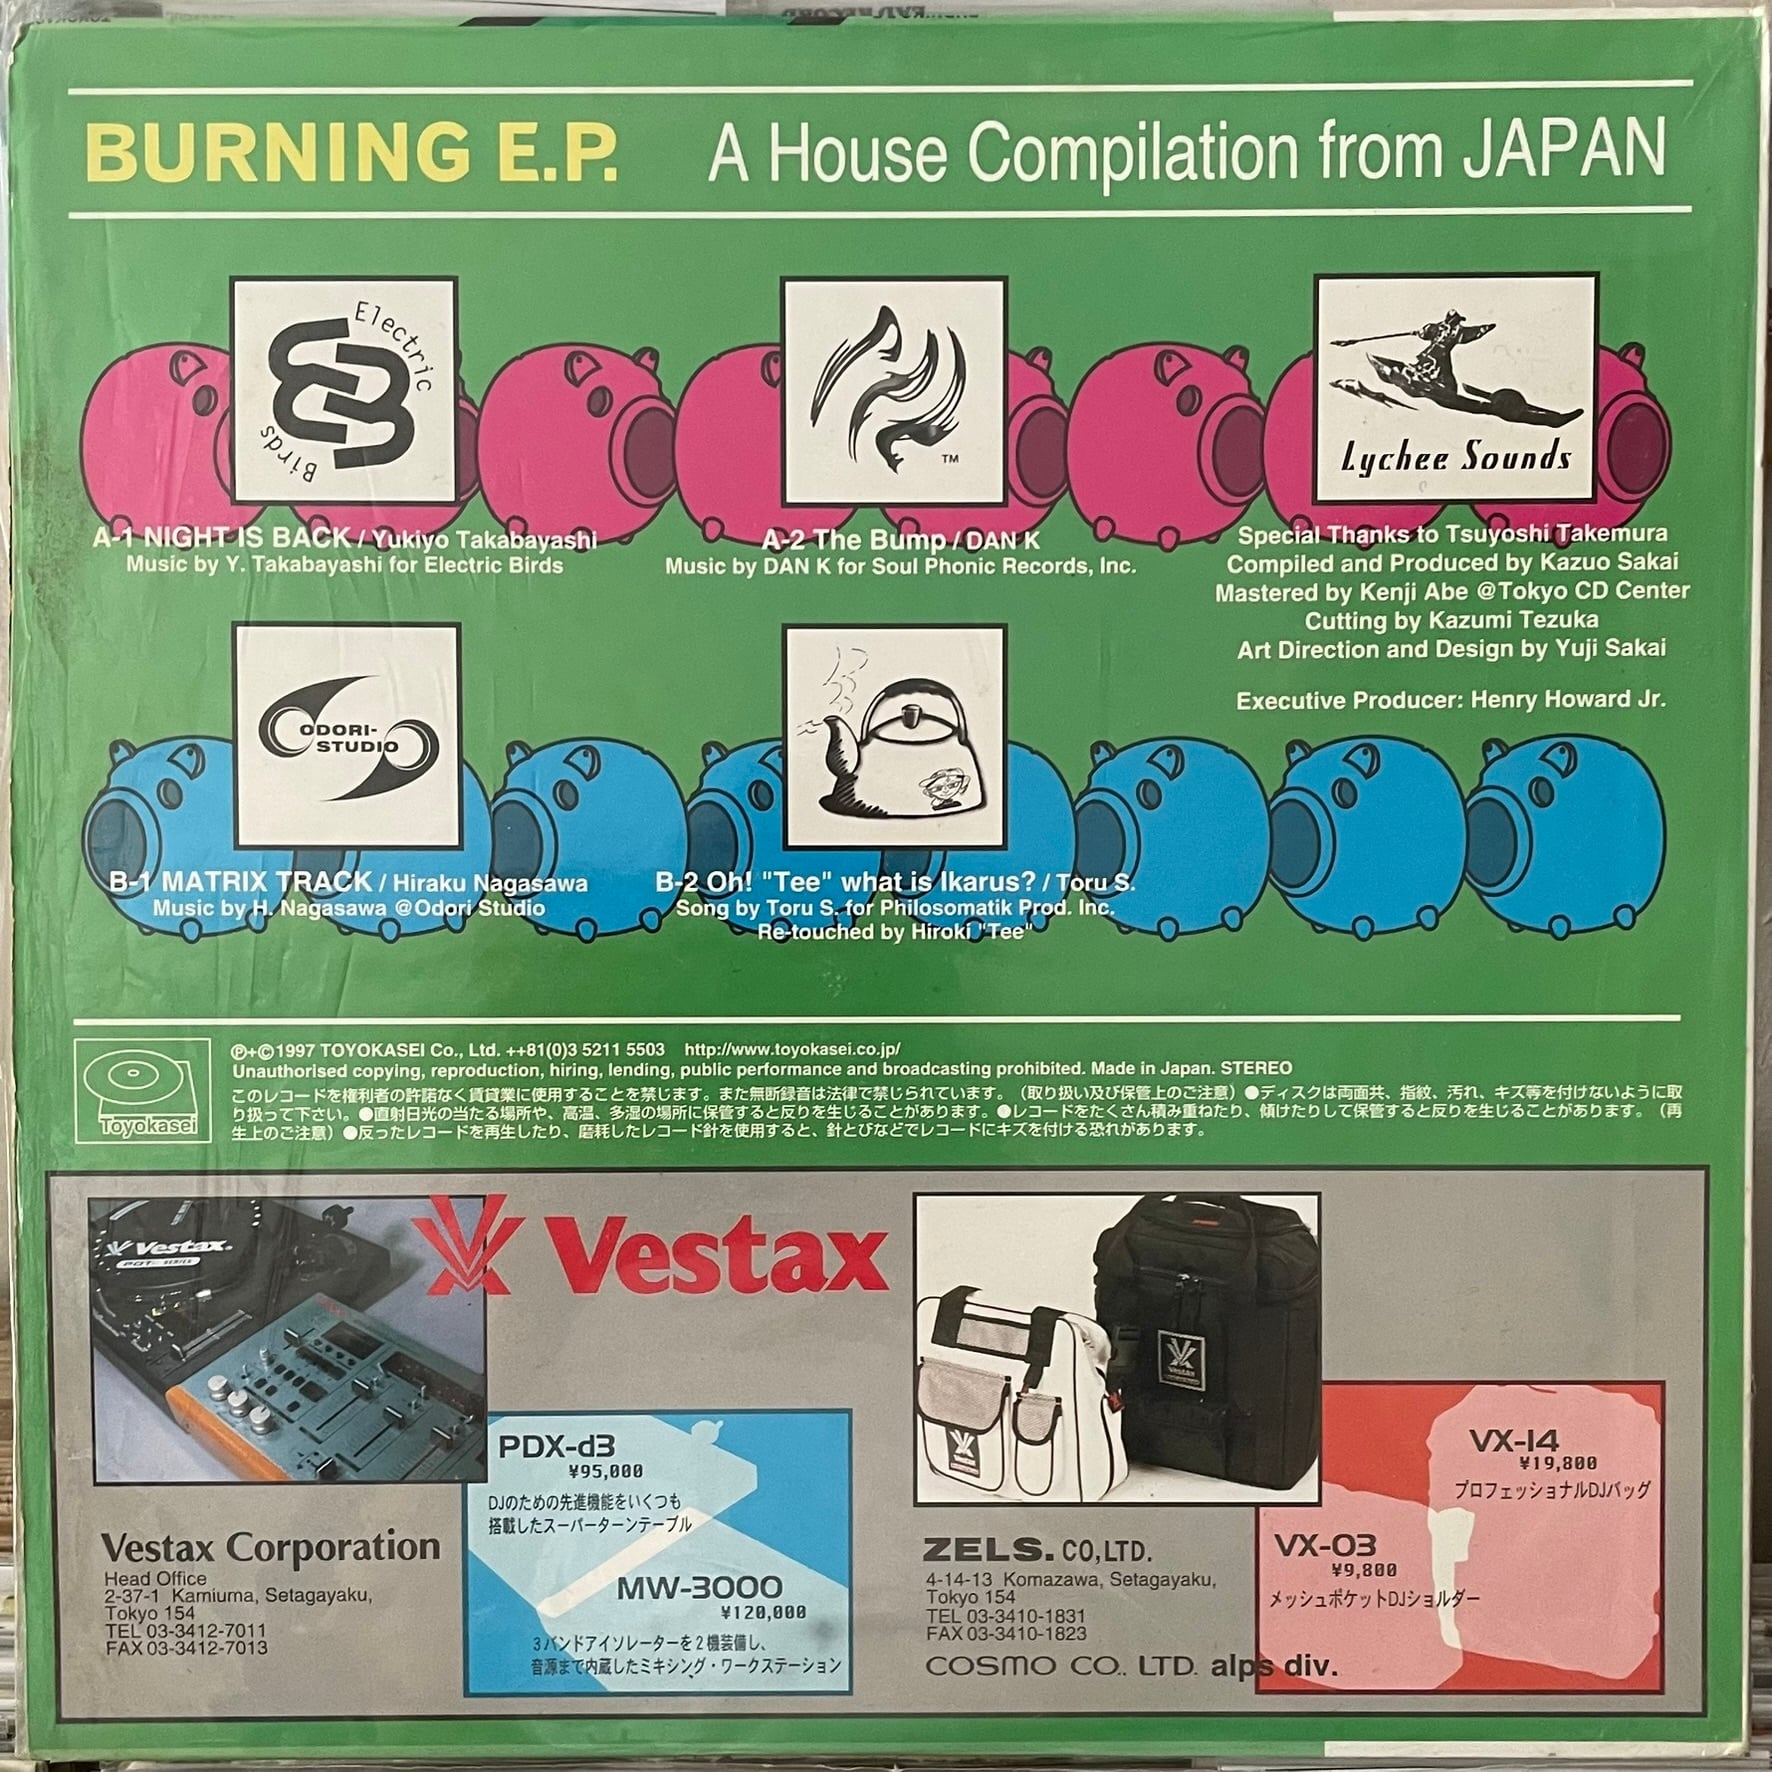 BURNING E.P. A House Compilation from JAPAN
Electric
Birds
TM
Lychee Sounds
A-1 NIGHT IS BACK / Yukiyo Takabayashi
Music by Y. Takabayashi for Electric Birds
A-2 The Bump / DAN K
Music by DAN K for Soul Phonic Records, Inc.
Special Thanks to Tsuyoshi Takemura
Compiled and Produced by Kazuo Sakai
Mastered by Kenji Abe @Tokyo CD Center
Cutting by Kazumi Tezuka
Art Direction and Design by Yuji Sakai
Executive Producer: Henry Howard Jr.
ODORI-
STUDIO
B-1 MATRIX TRACK / Hiraku Nagasawa
Music by H. Nagasawa @Odori Studio
B-2 Oh! "Tee" what is Ikarus? / Toru S.
Song by Toru S. for Philosomatik Prod. Inc.
Re-touched by Hiroki "Tee"
Toyokasei
℗+©1997 TOYOKASEI Co., Ltd. ++81(0)3 5211 5503 http://www.toyokasei.co.jp/
Unauthorised copying, reproduction, hiring, lending, public performance and broadcasting prohibited. Made in Japan. STEREO
このレコードを権利者の許諾なく賃貸業に使用することを禁じます。また無断録音は法律で禁じられています。（取り扱い及び保管上のご注意）●ディスクは両面共、指紋、汚れ、キズ等を付けないように取
り扱って下さい。●直射日光の当たる場所や、高温、多湿の場所に保管すると反りを生じることがあります。●レコードをたくさん積み重ねたり、傾けたりして保管すると反りを生じることがあります。（再
生上のご注意）●反ったレコードを再生したり、磨耗したレコード針を使用すると、針とびなどでレコードにキズを付ける恐れがあります。
Vestax
PDT- SERIES
Vestax
Vestax
PDX-d3
¥95,000
DJのための先進機能をいくつも
搭載したスーパーターンテーブル
MW-3000
¥120,000
3バンドアイソレーターを2機装備し、
音源まで内蔵したミキシング・ワークステーション
Vestax Corporation
Head Office
2-37-1 Kamiuma, Setagayaku,
Tokyo 154
TEL 03-3412-7011
FAX 03-3412-7013
VX-14
¥19,800
プロフェッショナルDJバッグ
VX-03
¥9,800
メッシュポケットDJショルダー
ZELS. CO,LTD.
4-14-13 Komazawa, Setagayaku,
Tokyo 154
TEL 03-3410-1831
FAX 03-3410-1823
COSMO CO., LTD. alps div.